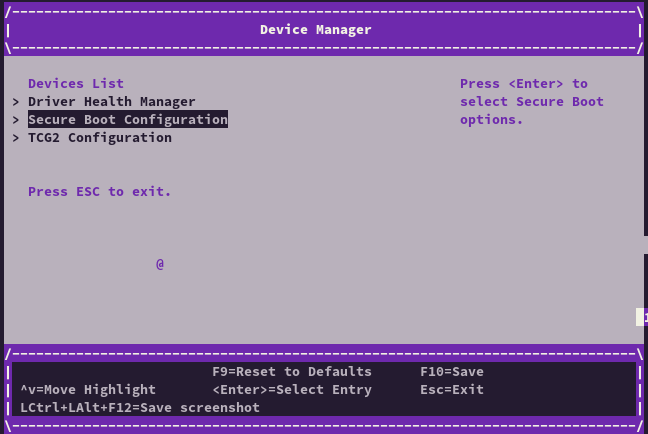 /------------------------------------------------------------------------------\
| Device Manager |
\------------------------------------------------------------------------------/
Devices List
> Driver Health Manager
> Secure Boot Configuration
> TCG2 Configuration
Press <Enter> to
select Secure Boot
options.
Press ESC to exit.
@
1
/------------------------------------------------------------------------------\
| F9=Reset to Defaults F10=Save |
| ^v=Move Highlight <Enter>=Select Entry Esc=Exit |
| LCtrl+LAlt+F12=Save screenshot |
\------------------------------------------------------------------------------/